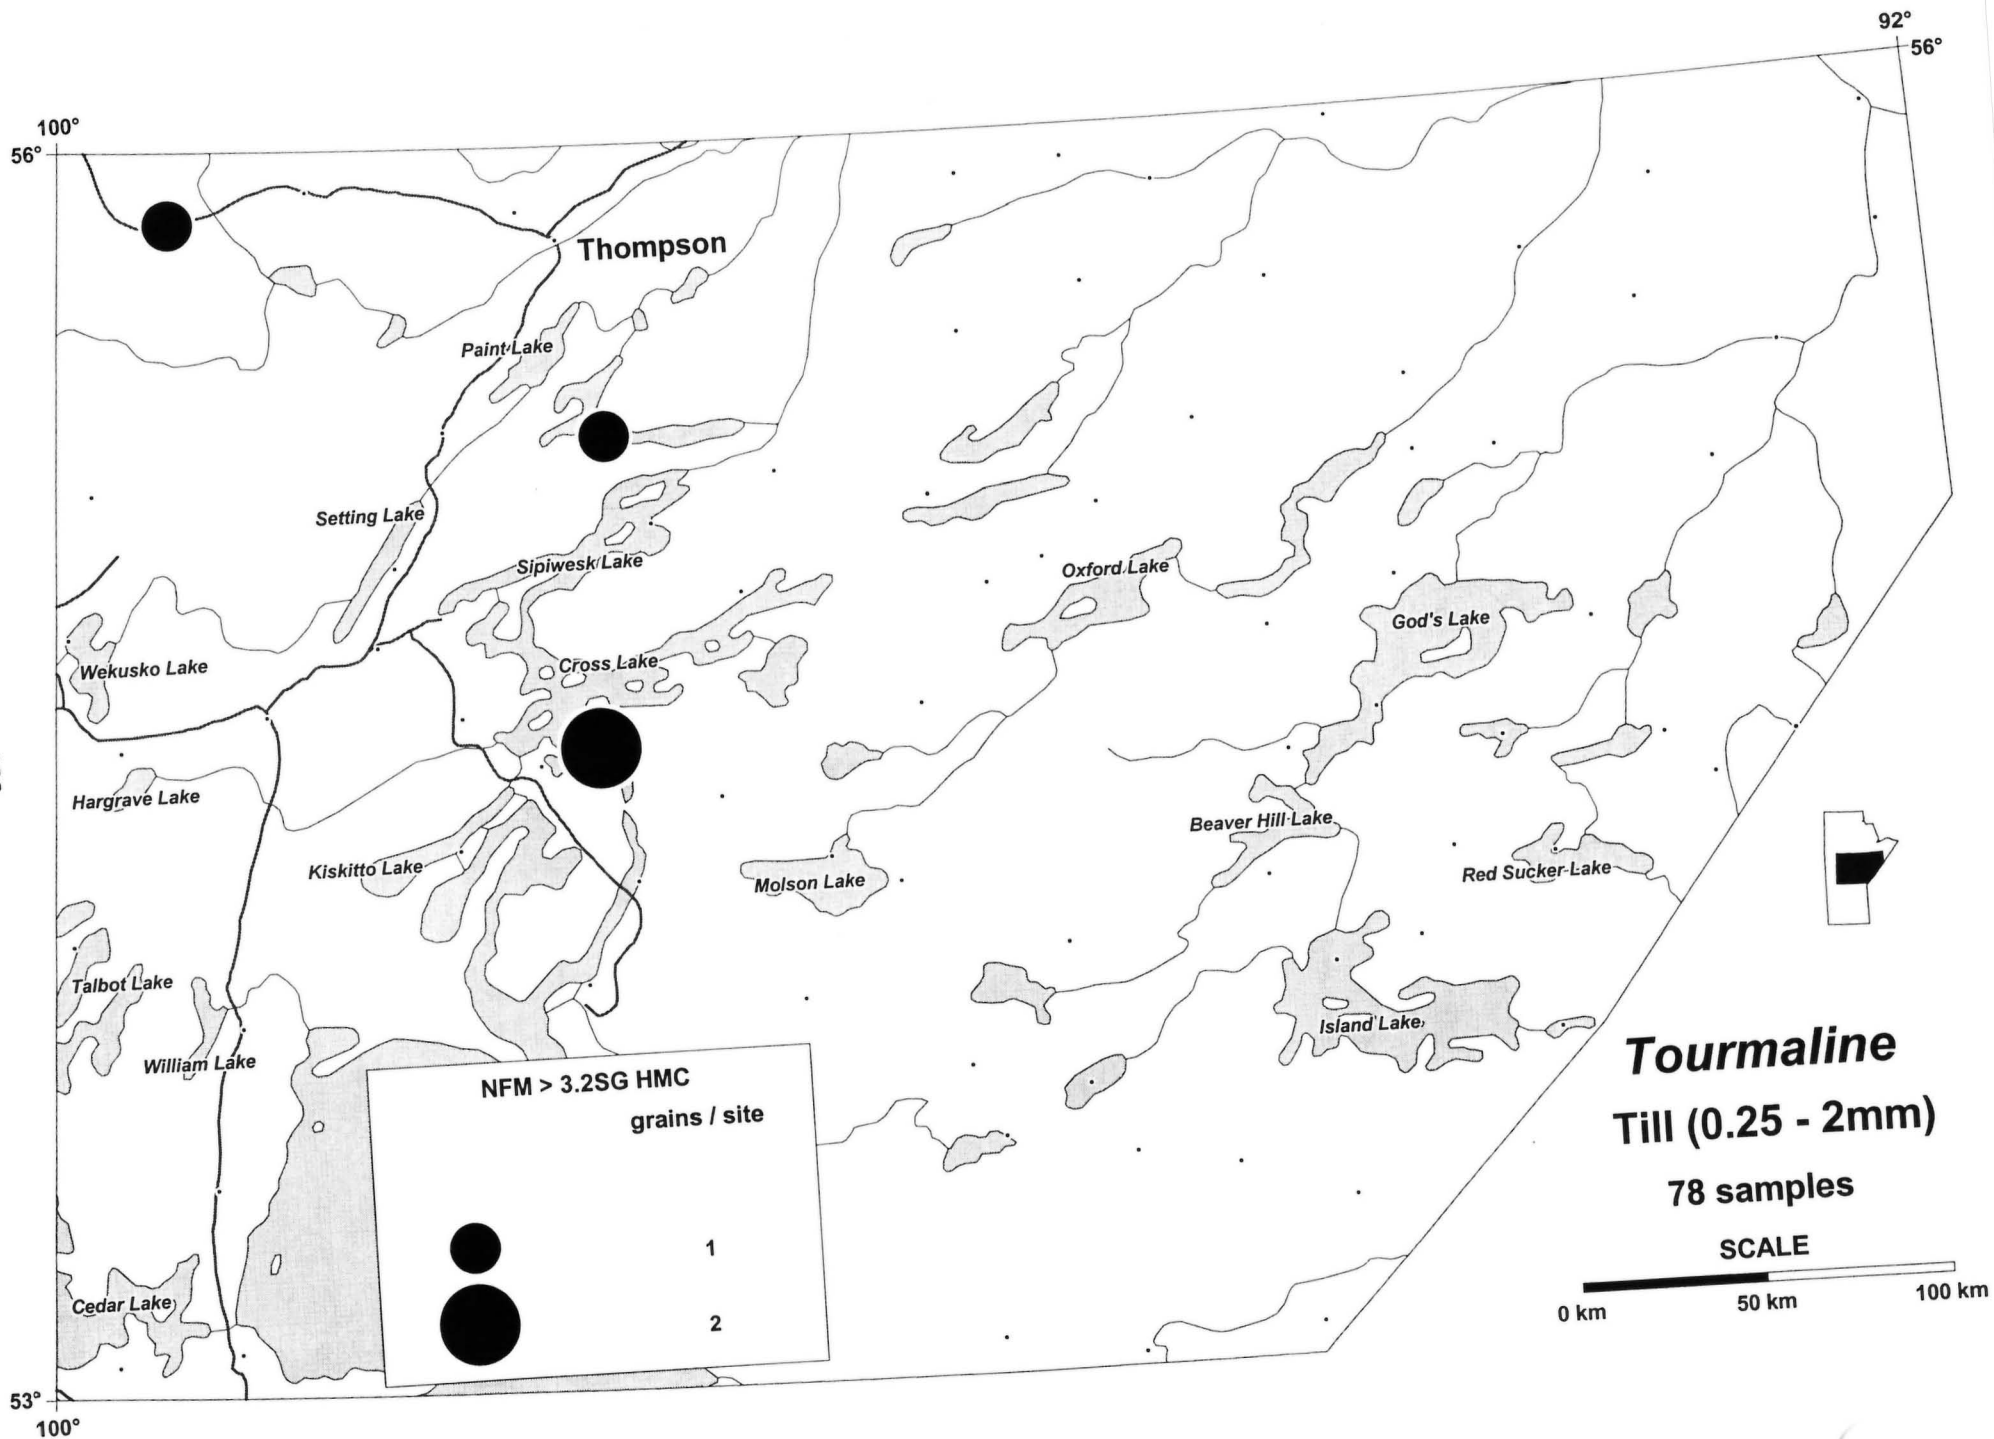 92°
56°
100°
56°
Thompson
Paint Lake
Setting Lake
Sipiwesk Lake
Oxford Lake
God's Lake
Wekusko Lake
Cross Lake
Hargrave Lake
Beaver Hill Lake
Kiskitto Lake
Molson Lake
Red Sucker Lake
Talbot Lake
Island Lake
William Lake
Tourmaline
Till (0.25 - 2mm)
78 samples
SCALE
0 km
50 km
100 km
NFM > 3.2SG HMC
grains / site
1
2
Cedar Lake
53°
100°